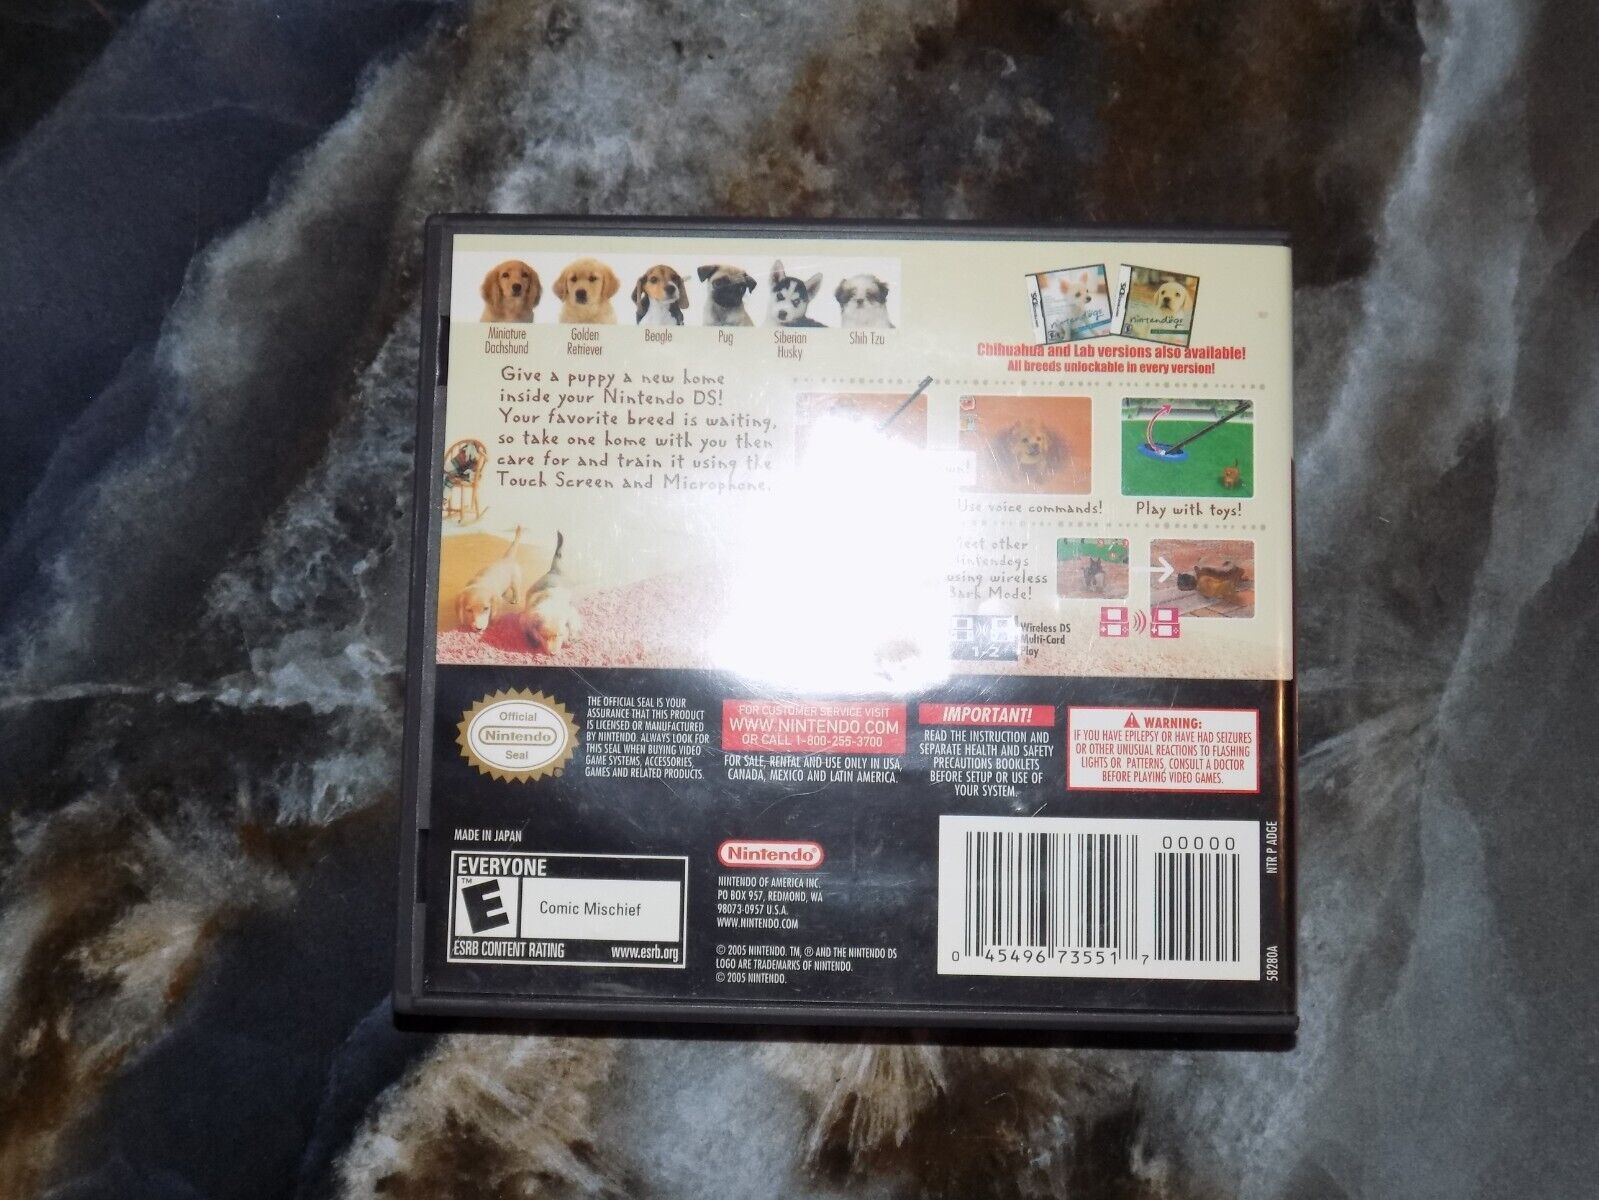 Miniature
Dachshund
Golden
Retriever
Beagle
Pug
Siberian
Husky
Shih Tzu
nintendogs
nintendogs
Chihuahua and Lab versions also available!
All breeds unlockable in every version!
Give a puppy a new home
inside your Nintendo DS!
Your favorite breed is waiting,
so take one home with you then
care for and train it using the
Touch Screen and Microphone.
Use voice commands!
Play with toys!
Meet other
Nintendogs
using wireless
Bark Mode!
1-2
Wireless DS
Multi-Card
Play
Official
Nintendo
Seal
THE OFFICIAL SEAL IS YOUR
ASSURANCE THAT THIS PRODUCT
IS LICENSED OR MANUFACTURED
BY NINTENDO. ALWAYS LOOK FOR
THIS SEAL WHEN BUYING VIDEO
GAME SYSTEMS, ACCESSORIES,
GAMES AND RELATED PRODUCTS.
FOR CUSTOMER SERVICE VISIT
WWW.NINTENDO.COM
OR CALL 1-800-255-3700
FOR SALE, RENTAL AND USE ONLY IN USA,
CANADA, MEXICO AND LATIN AMERICA.
IMPORTANT!
READ THE INSTRUCTION AND
SEPARATE HEALTH AND SAFETY
PRECAUTIONS BOOKLETS
BEFORE SETUP OR USE OF
YOUR SYSTEM.
WARNING:
IF YOU HAVE EPILEPSY OR HAVE HAD SEIZURES
OR OTHER UNUSUAL REACTIONS TO FLASHING
LIGHTS OR PATTERNS, CONSULT A DOCTOR
BEFORE PLAYING VIDEO GAMES.
MADE IN JAPAN
EVERYONE
E
TM
Comic Mischief
ESRB CONTENT RATING www.esrb.org
Nintendo®
NINTENDO OF AMERICA INC.
PO BOX 957, REDMOND, WA
98073-0957 U.S.A.
WWW.NINTENDO.COM
© 2005 NINTENDO. TM, ® AND THE NINTENDO DS
LOGO ARE TRADEMARKS OF NINTENDO.
© 2005 NINTENDO.
00000
0 45496 73551 7
NTR P ADGE
58280A